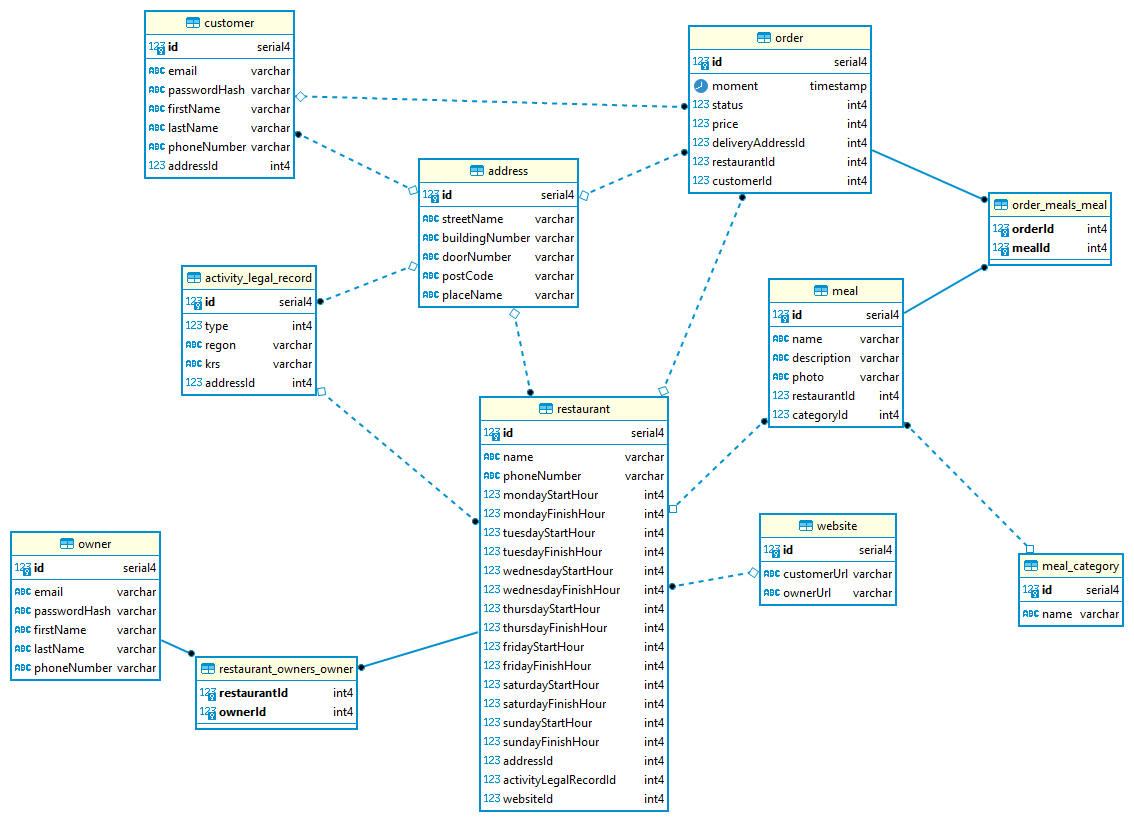 customer
123 id serial4
ABC email varchar
ABC passwordHash varchar
ABC firstName varchar
ABC lastName varchar
ABC phoneNumber varchar
123 addressId int4
order
123 id serial4
moment timestamp
123 status int4
123 price int4
123 deliveryAddressId int4
123 restaurantId int4
123 customerId int4
address
123 id serial4
ABC streetName varchar
ABC buildingNumber varchar
ABC doorNumber varchar
ABC postCode varchar
ABC placeName varchar
order_meals_meal
123 orderId int4
123 mealId int4
activity_legal_record
123 id serial4
123 type int4
ABC regon varchar
ABC krs varchar
123 addressId int4
meal
123 id serial4
ABC name varchar
ABC description varchar
ABC photo varchar
123 restaurantId int4
123 categoryId int4
restaurant
123 id serial4
ABC name varchar
ABC phoneNumber varchar
123 mondayStartHour int4
123 mondayFinishHour int4
123 tuesdayStartHour int4
123 tuesdayFinishHour int4
123 wednesdayStartHour int4
123 wednesdayFinishHour int4
123 thursdayStartHour int4
123 thursdayFinishHour int4
123 fridayStartHour int4
123 fridayFinishHour int4
123 saturdayStartHour int4
123 saturdayFinishHour int4
123 sundayStartHour int4
123 sundayFinishHour int4
123 addressId int4
123 activityLegalRecordId int4
123 websiteId int4
website
123 id serial4
ABC customerUrl varchar
ABC ownerUrl varchar
meal_category
123 id serial4
ABC name varchar
owner
123 id serial4
ABC email varchar
ABC passwordHash varchar
ABC firstName varchar
ABC lastName varchar
ABC phoneNumber varchar
restaurant_owners_owner
123 restaurantId int4
123 ownerId int4